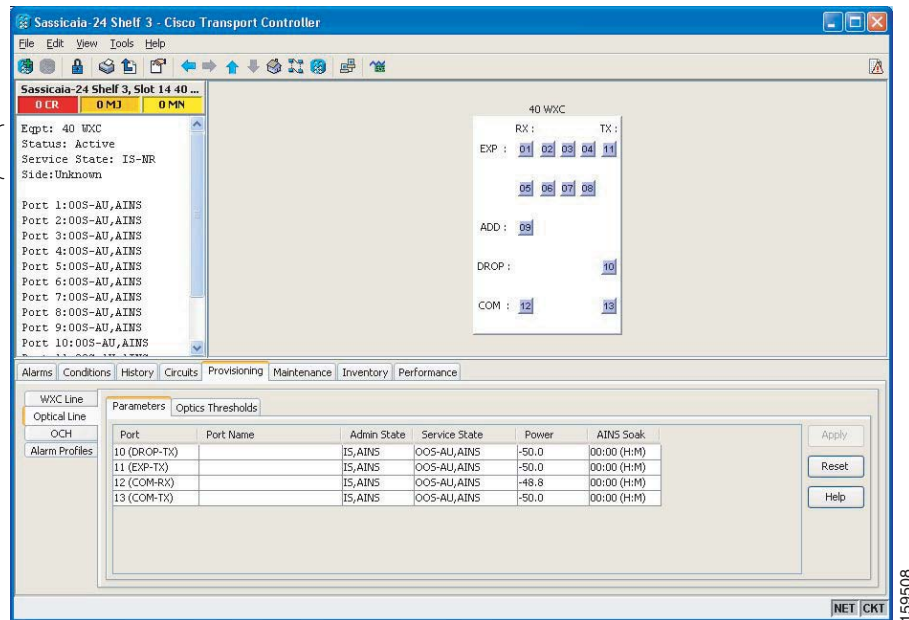 Sassicaia-24 Shelf 3 - Cisco Transport Controller
File Edit View Tools Help
Sassicaia-24 Shelf 3, Slot 14 40 ...
0 CR 0 MJ 0 MN
Eqpt: 40 WXC
Status: Active
Service State: IS-NR
Side:Unknown
Port 1:OOS-AU,AINS
Port 2:OOS-AU,AINS
Port 3:OOS-AU,AINS
Port 4:OOS-AU,AINS
Port 5:OOS-AU,AINS
Port 6:OOS-AU,AINS
Port 7:OOS-AU,AINS
Port 8:OOS-AU,AINS
Port 9:OOS-AU,AINS
Port 10:OOS-AU,AINS
40 WXC
RX : TX :
EXP : 01 02 03 04 11
05 06 07 08
ADD : 09
DROP : 10
COM : 12 13
Alarms Conditions History Circuits Provisioning Maintenance Inventory Performance
WXC Line
Optical Line
OCH
Alarm Profiles
Parameters Optics Thresholds
Port Port Name Admin State Service State Power AINS Soak
10 (DROP-TX) IS,AINS OOS-AU,AINS -50.0 00:00 (H:M)
11 (EXP-TX) IS,AINS OOS-AU,AINS -50.0 00:00 (H:M)
12 (COM-RX) IS,AINS OOS-AU,AINS -48.8 00:00 (H:M)
13 (COM-TX) IS,AINS OOS-AU,AINS -50.0 00:00 (H:M)
Apply
Reset
Help
NET CKT
159508